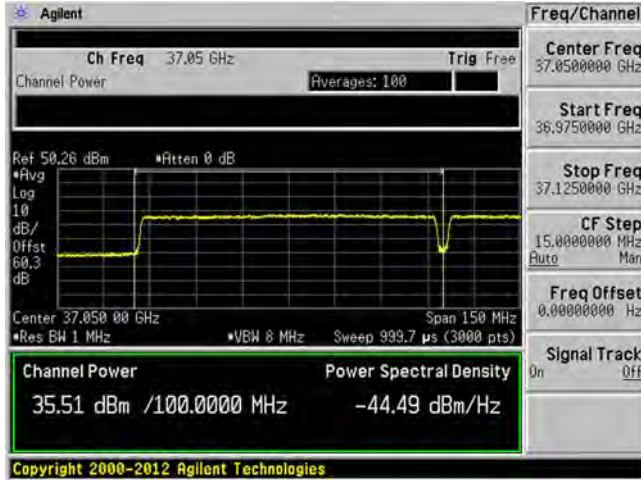 Agilent
Freq/Channel
Ch Freq 37.05 GHz Trig Free
Channel Power Averages: 100
Center Freq
37.0500000 GHz
Start Freq
36.9750000 GHz
Stop Freq
37.1250000 GHz
CF Step
15.0000000 MHz
Auto Man
Freq Offset
0.00000000 Hz
Signal Track
On Off
Ref 50.26 dBm *Atten 0 dB
*Avg
Log
10
dB/
Offst
60.3
dB
Center 37.050 00 GHz Span 150 MHz
*Res BW 1 MHz *VBW 8 MHz Sweep 999.7 µs (3000 pts)
Channel Power Power Spectral Density
35.51 dBm /100.0000 MHz -44.49 dBm/Hz
Copyright 2000-2012 Agilent Technologies